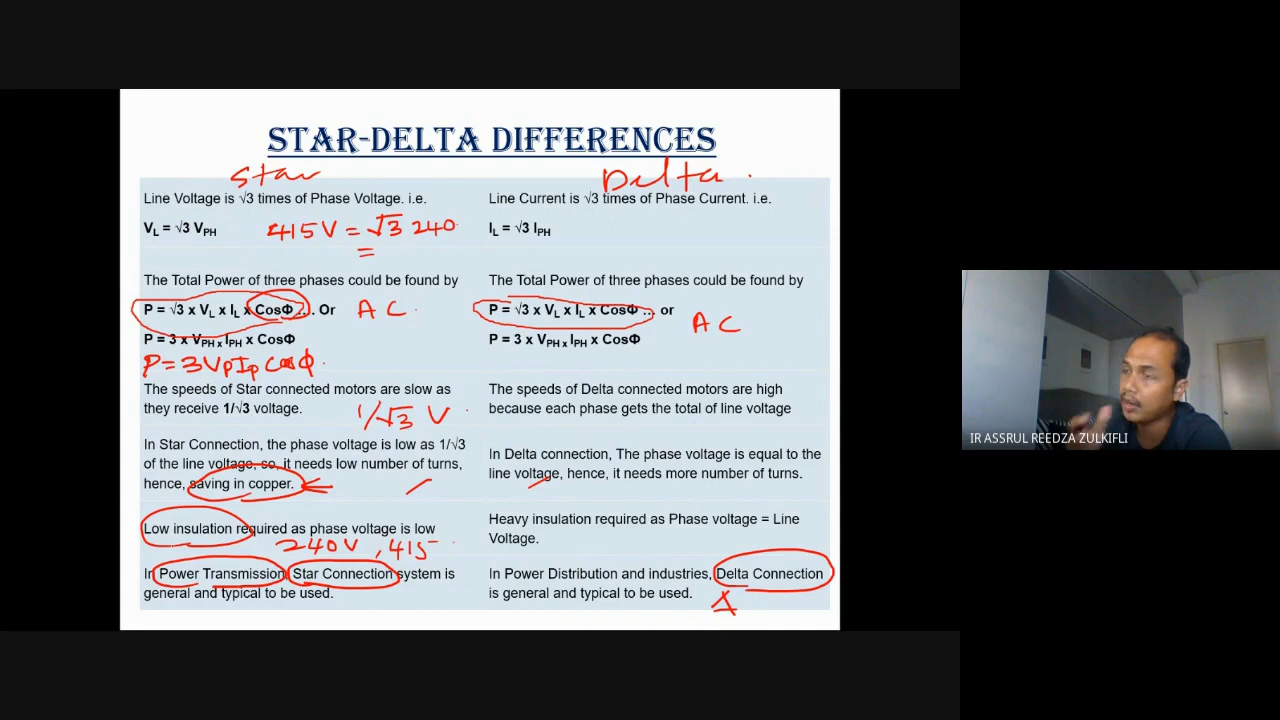 STAR-DELTA DIFFERENCES
Star
Delta
Line Voltage is √3 times of Phase Voltage. i.e.
VL = √3 VPH
415V = √3 240
=
Line Current is √3 times of Phase Current. i.e.
IL = √3 IPH
The Total Power of three phases could be found by
P = √3 x VL x IL x CosΦ .... Or
AC
P = 3 x VPH x IPH x CosΦ
P = 3VpIp CosΦ
The Total Power of three phases could be found by
P = √3 x VL x IL x CosΦ ... or
AC
P = 3 x VPH x IPH x CosΦ
The speeds of Star connected motors are slow as
they receive 1/√3 voltage.
1/√3 V
The speeds of Delta connected motors are high
because each phase gets the total of line voltage
In Star Connection, the phase voltage is low as 1/√3
of the line voltage, so, it needs low number of turns,
hence, saving in copper.
In Delta connection, The phase voltage is equal to the
line voltage, hence, it needs more number of turns.
Low insulation required as phase voltage is low
240V, 415
Heavy insulation required as Phase voltage = Line
Voltage.
In Power Transmission, Star Connection system is
general and typical to be used.
In Power Distribution and industries, Delta Connection
is general and typical to be used.
IR ASSRUL REEDZA ZULKIFLI